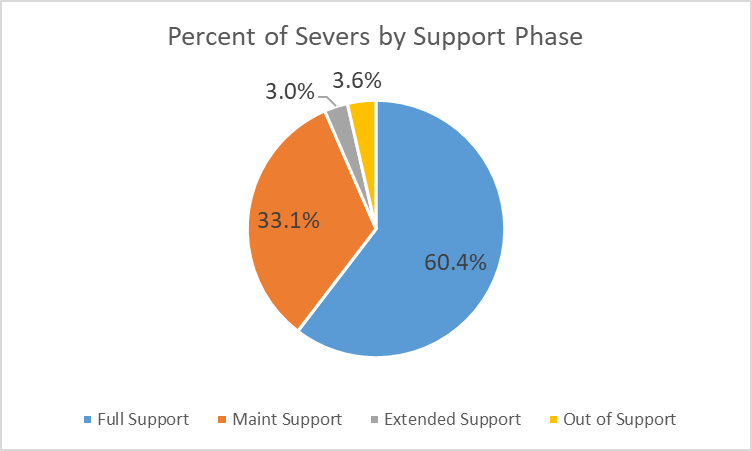 Percent of Severs by Support Phase
3.6%
3.0%
33.1%
60.4%
Full Support Maint Support Extended Support Out of Support